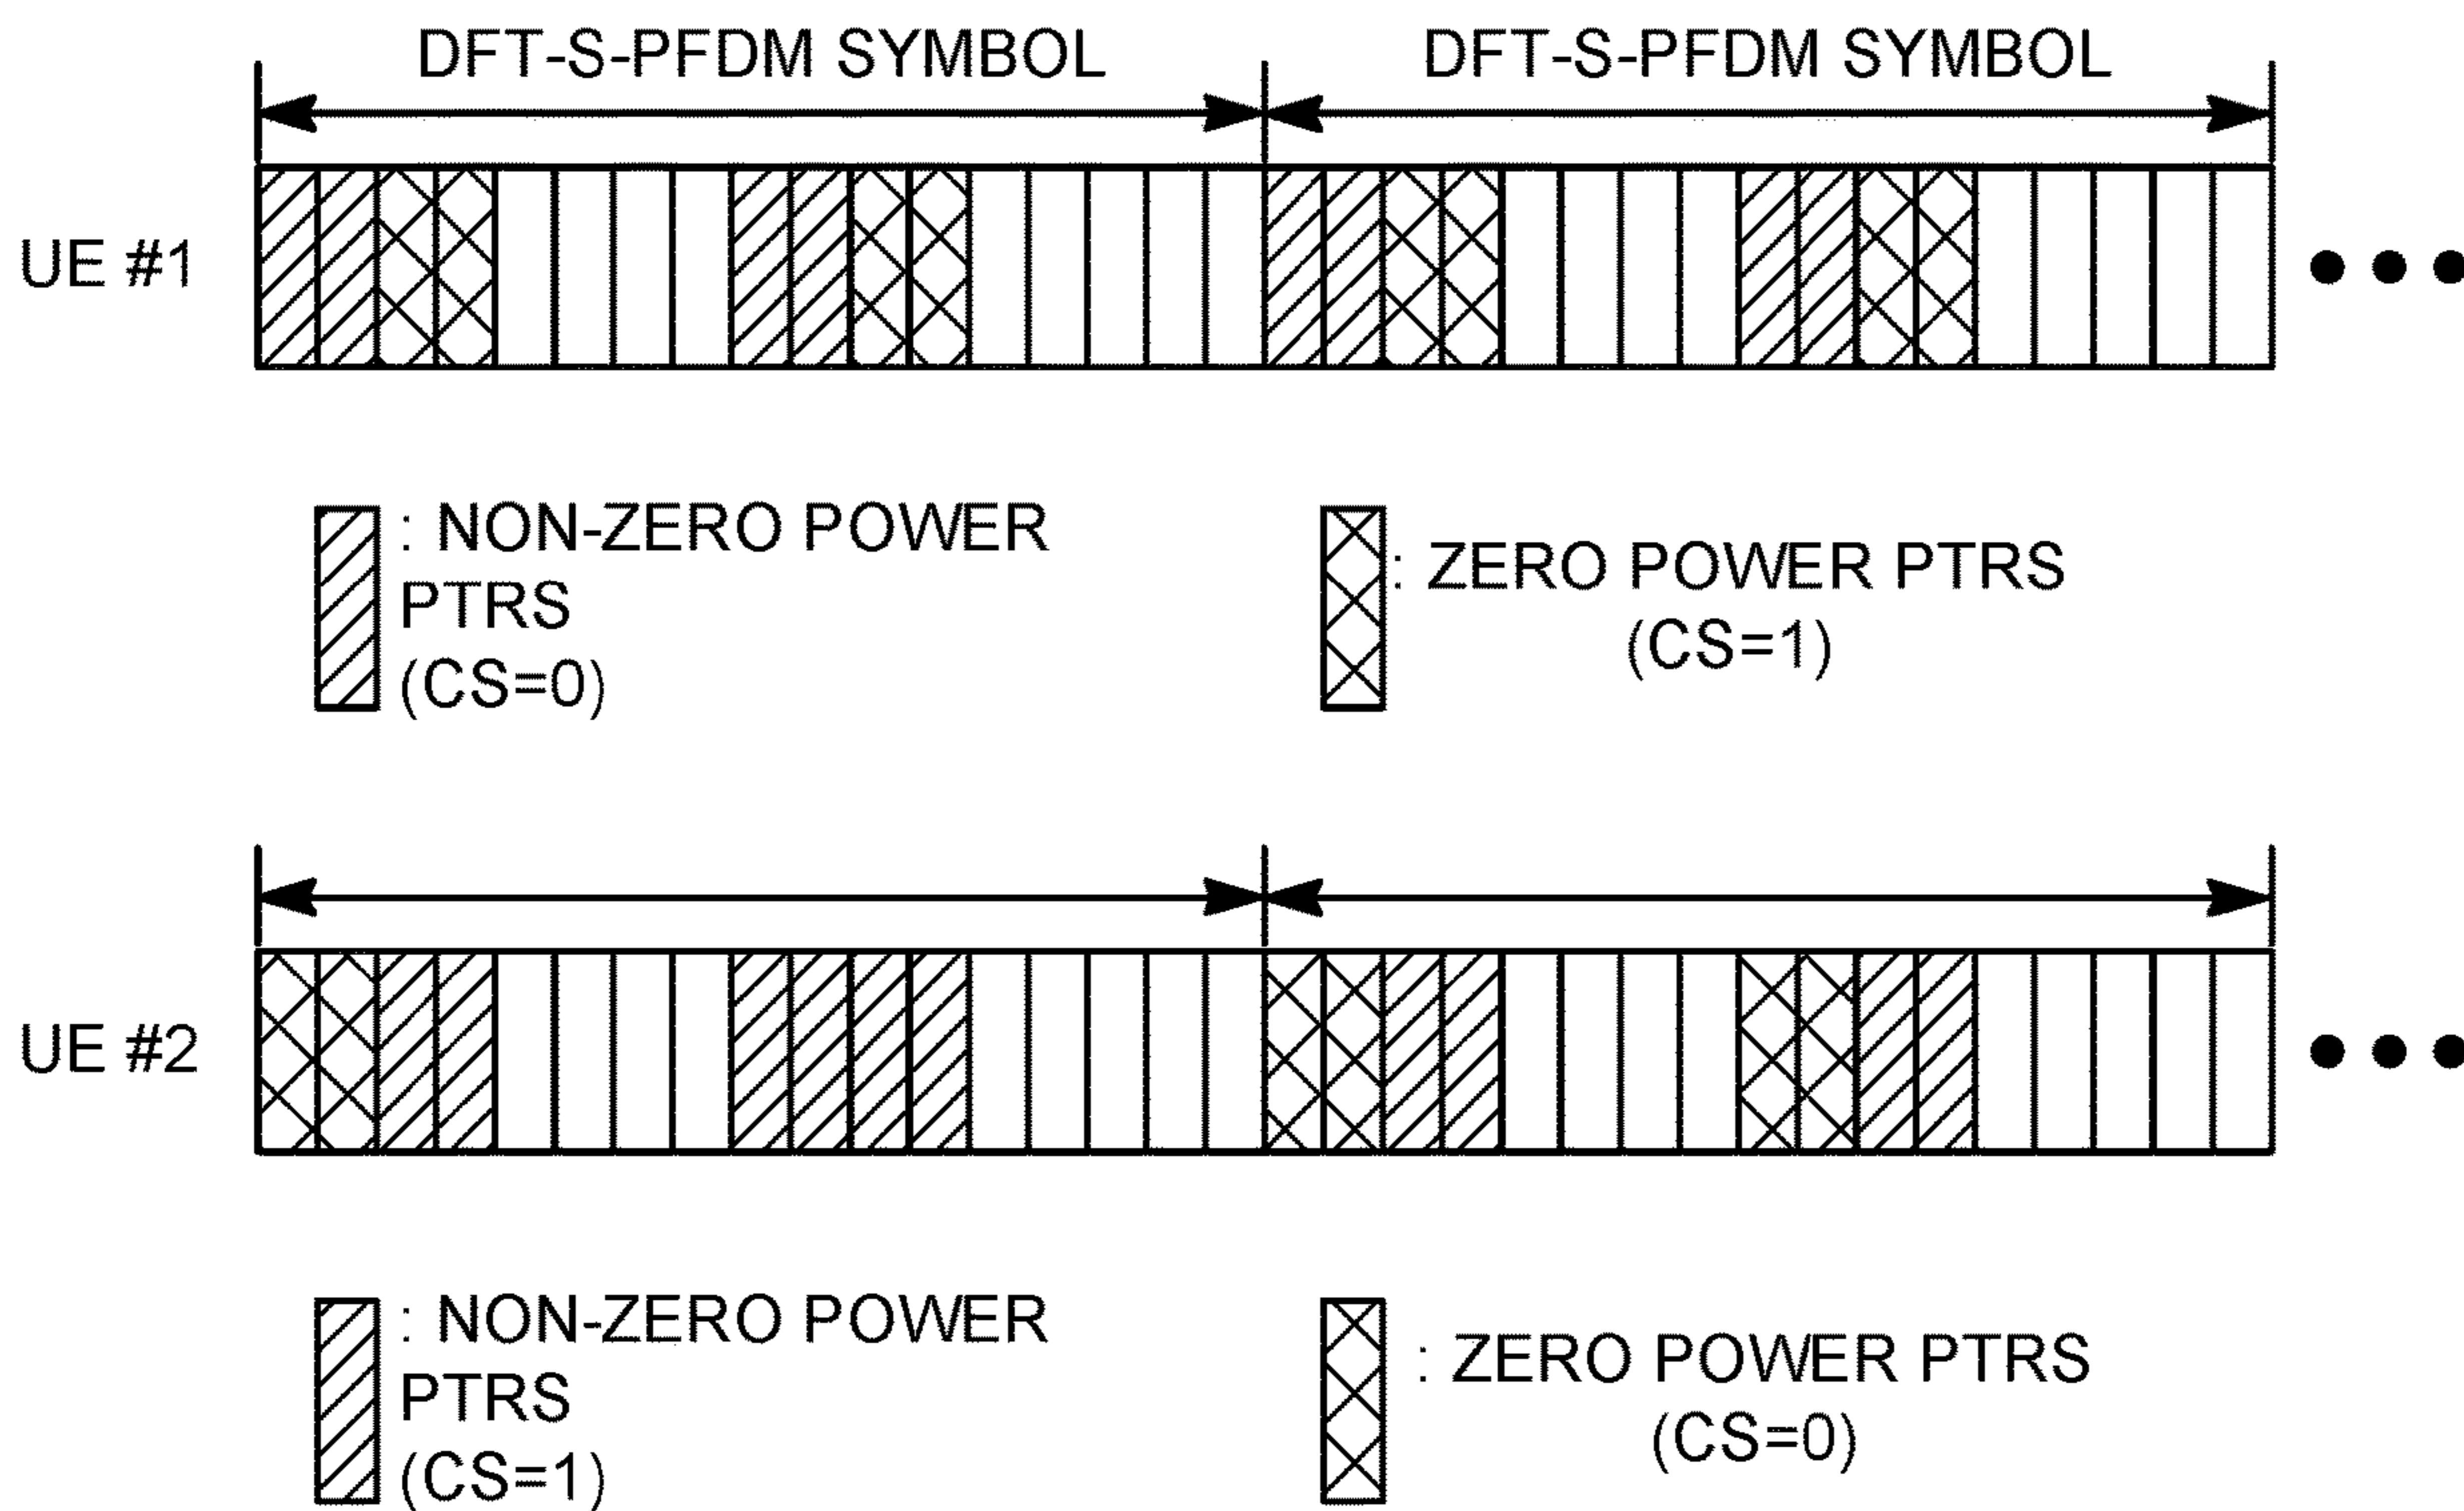 DFT-S-PFDM SYMBOL DFT-S-PFDM SYMBOL
UE #1
: NON-ZERO POWER
PTRS
(CS=0)
: ZERO POWER PTRS
(CS=1)
UE #2
: NON-ZERO POWER
PTRS
(CS=1)
: ZERO POWER PTRS
(CS=0)